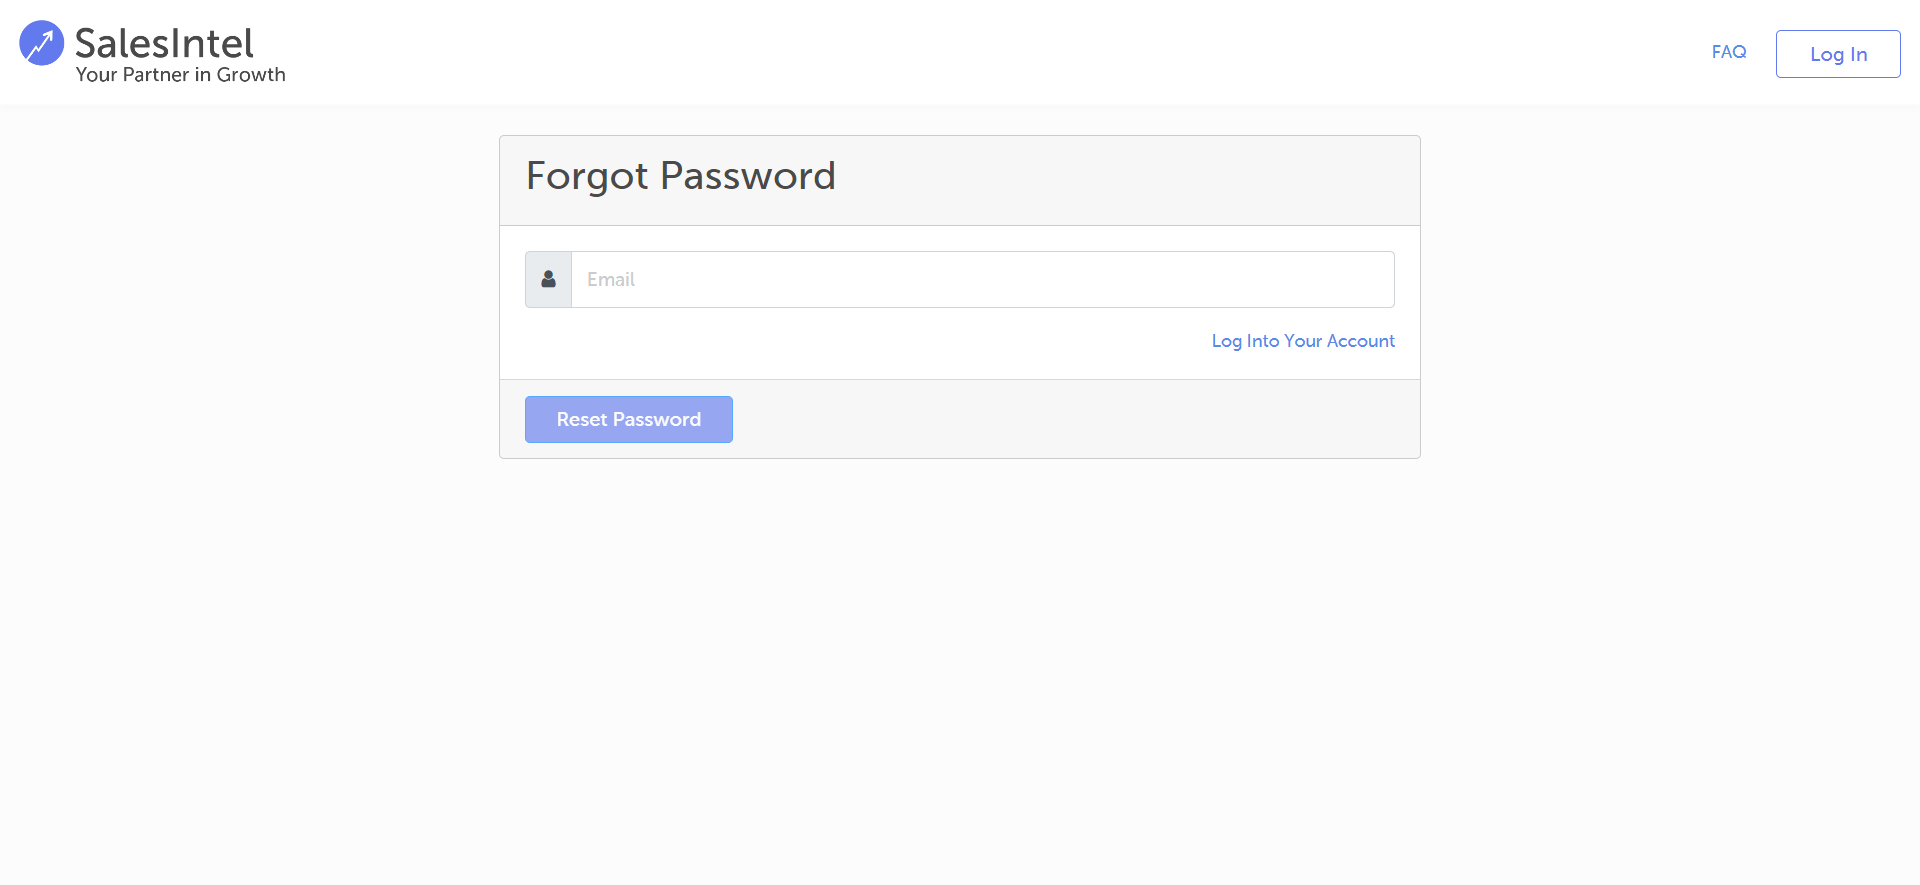 SalesIntel
Your Partner in Growth
FAQ
Log In
Forgot Password
Email
Log Into Your Account
Reset Password